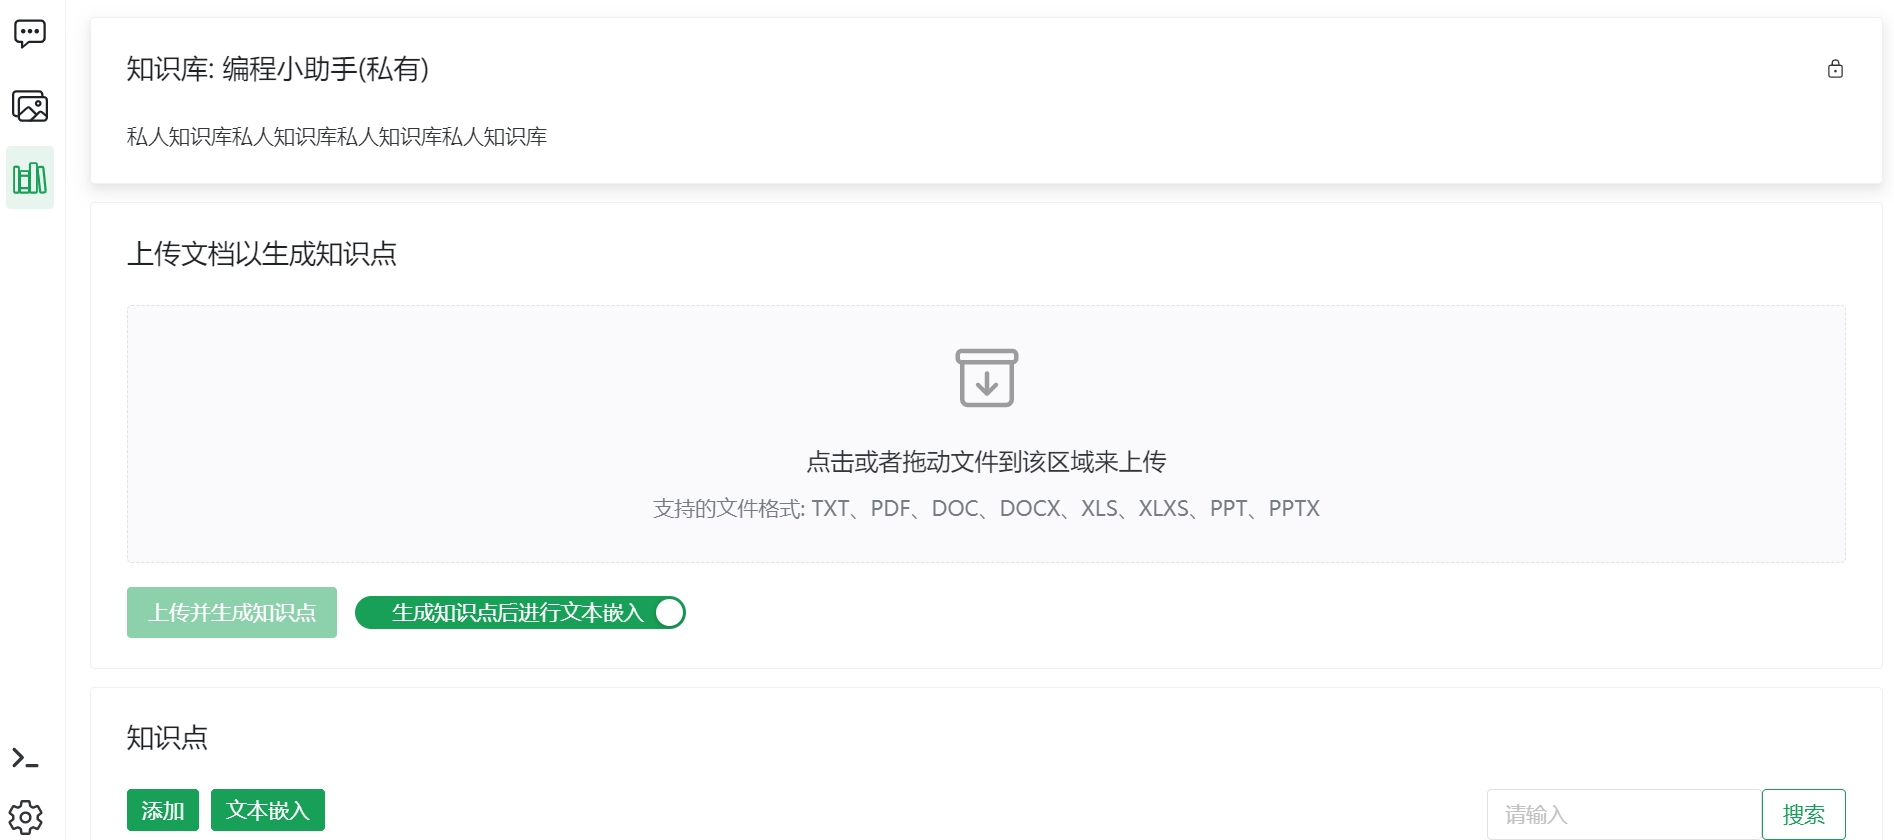 知识库: 编程小助手(私有)
私人知识库私人知识库私人知识库私人知识库
上传文档以生成知识点
点击或者拖动文件到该区域来上传
支持的文件格式: TXT、PDF、DOC、DOCX、XLS、XLXS、PPT、PPTX
上传并生成知识点 生成知识点后进行文本嵌入
知识点
添加 文本嵌入 请输入 搜索